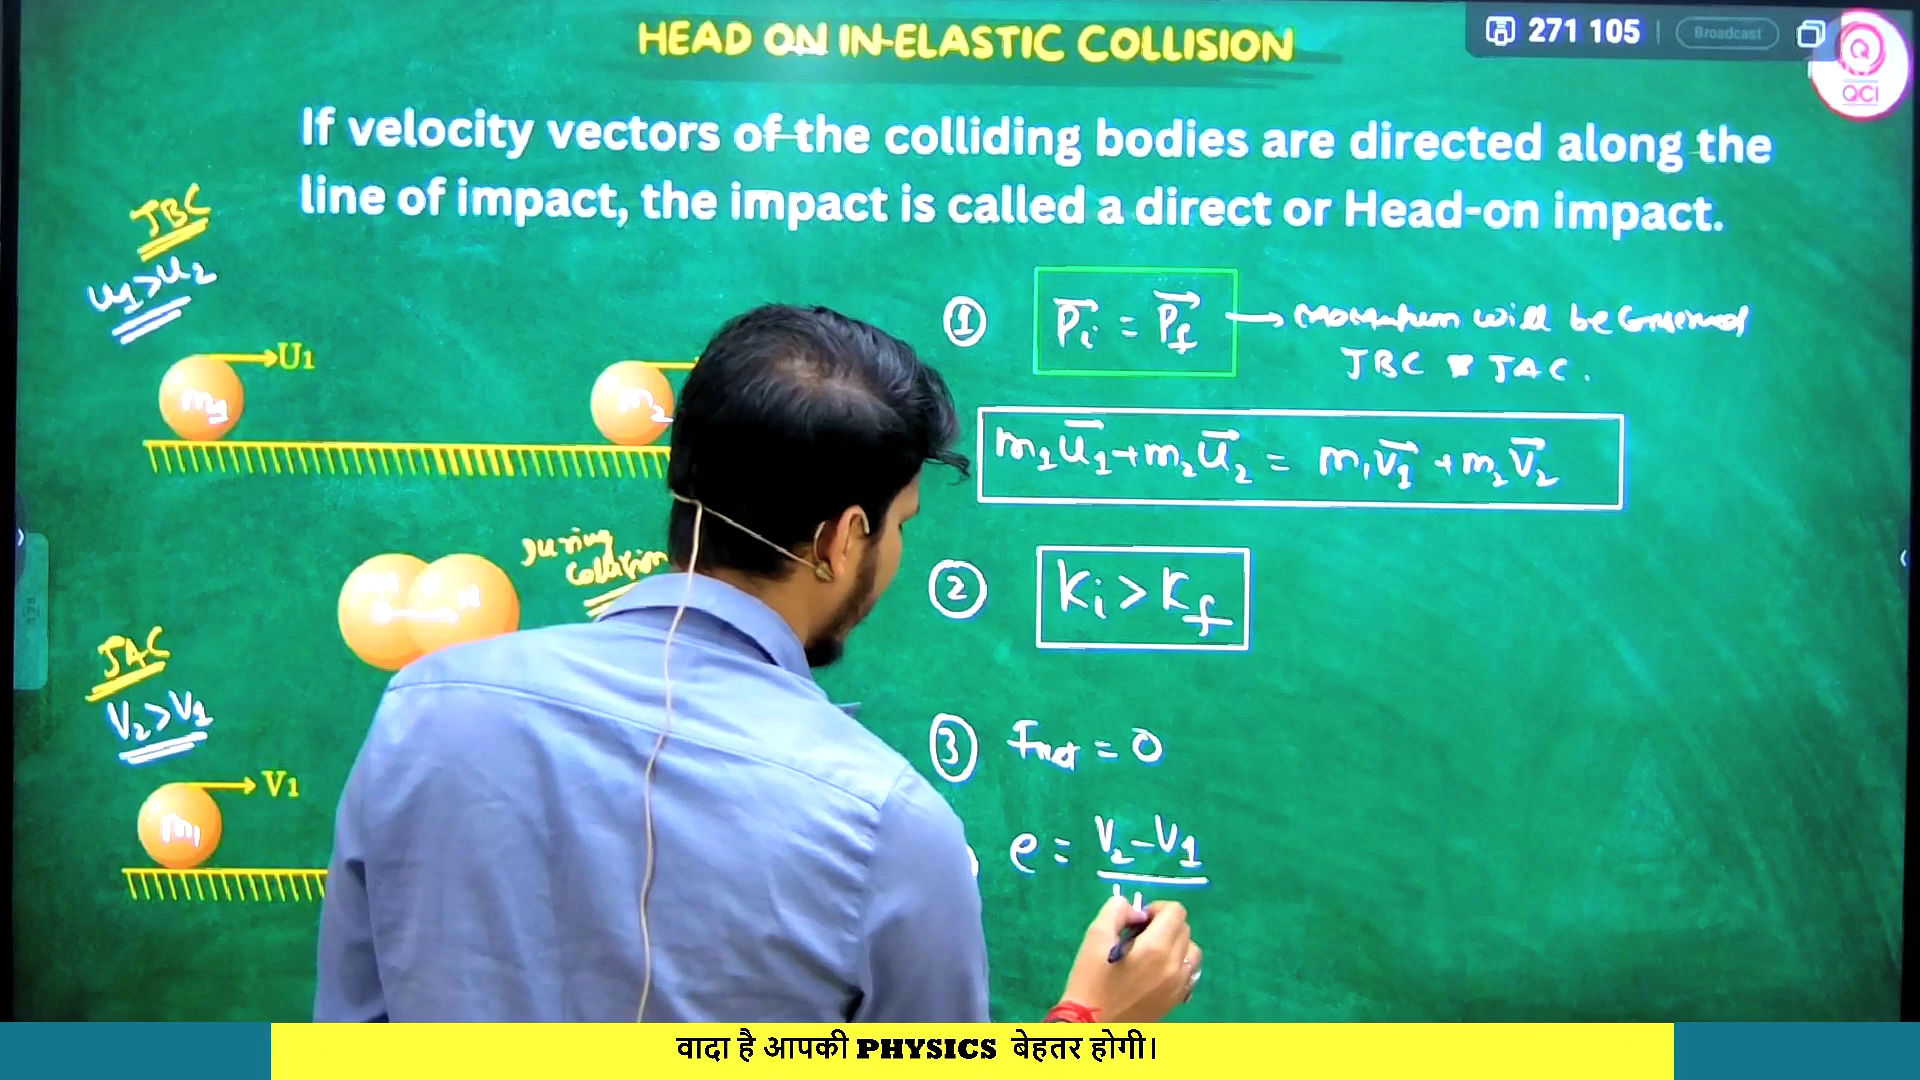 HEAD ON IN-ELASTIC COLLISION
271 105
Broadcast
QCI
If velocity vectors of the colliding bodies are directed along the
line of impact, the impact is called a direct or Head-on impact.
JBC
u1>u2
U1
m1
m2
① Pi = Pf → momentum will be conserved
JBC JAC.
m1u1+m2u2 = m1v1+m2v2
During
Collision
② Ki > Kf
JAC
V2>V1
V1
m1
③ Fnet = 0
e = V2-V1
वादा है आपकी PHYSICS बेहतर होगी।